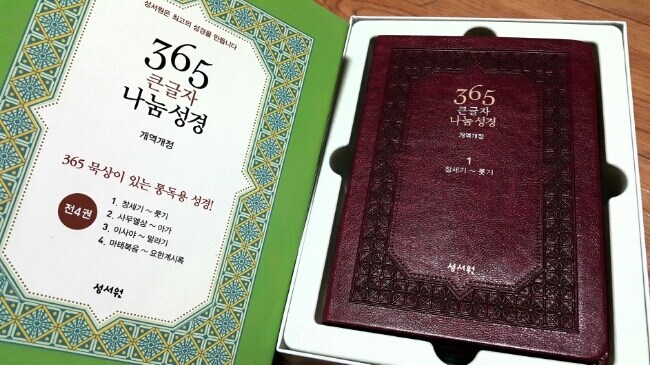 성서원은 최고의 성경을 만듭니다
365
큰글자
나눔성경
개역개정
365 묵상이 있는 통독용 성경!
전4권
1. 창세기 ~ 룻기
2. 사무엘상 ~ 아가
3. 이사야 ~ 말라기
4. 마태복음 ~ 요한계시록
성서원
365
큰글자
나눔성경
개역개정
1
창세기 ~ 룻기
성서원